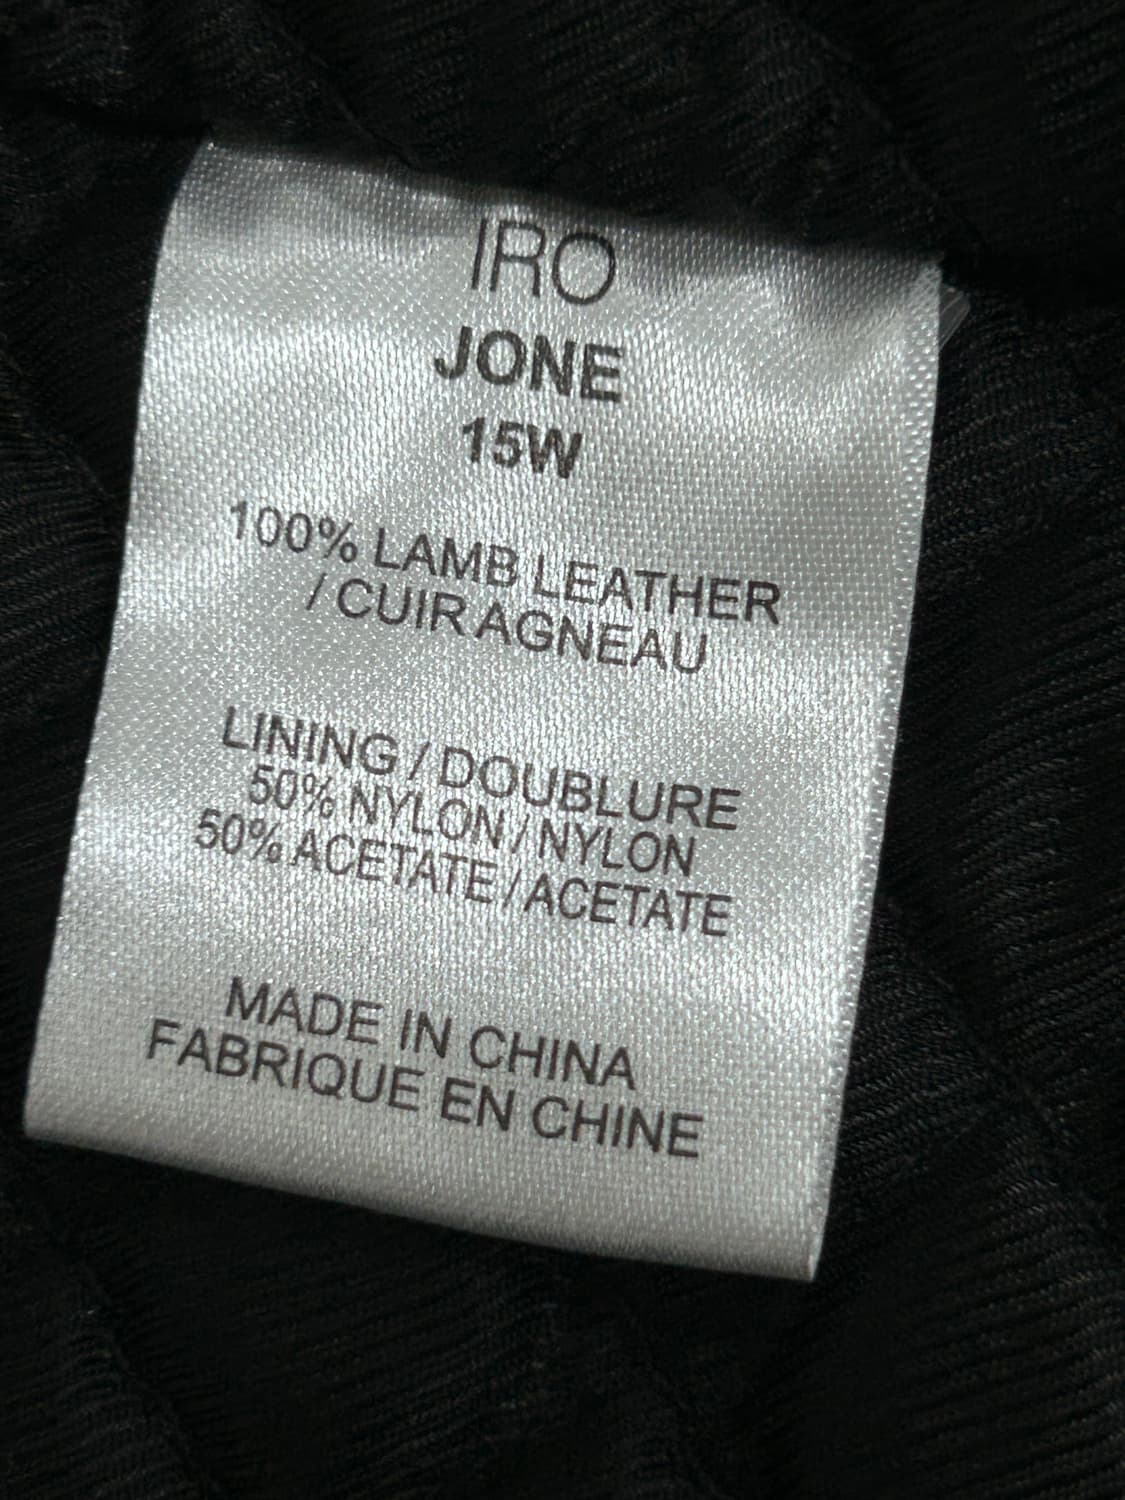 IRO
JONE
15W
100% LAMB LEATHER
/ CUIR AGNEAU
LINING / DOUBLURE
50% NYLON / NYLON
50% ACETATE / ACETATE
MADE IN CHINA
FABRIQUE EN CHINE